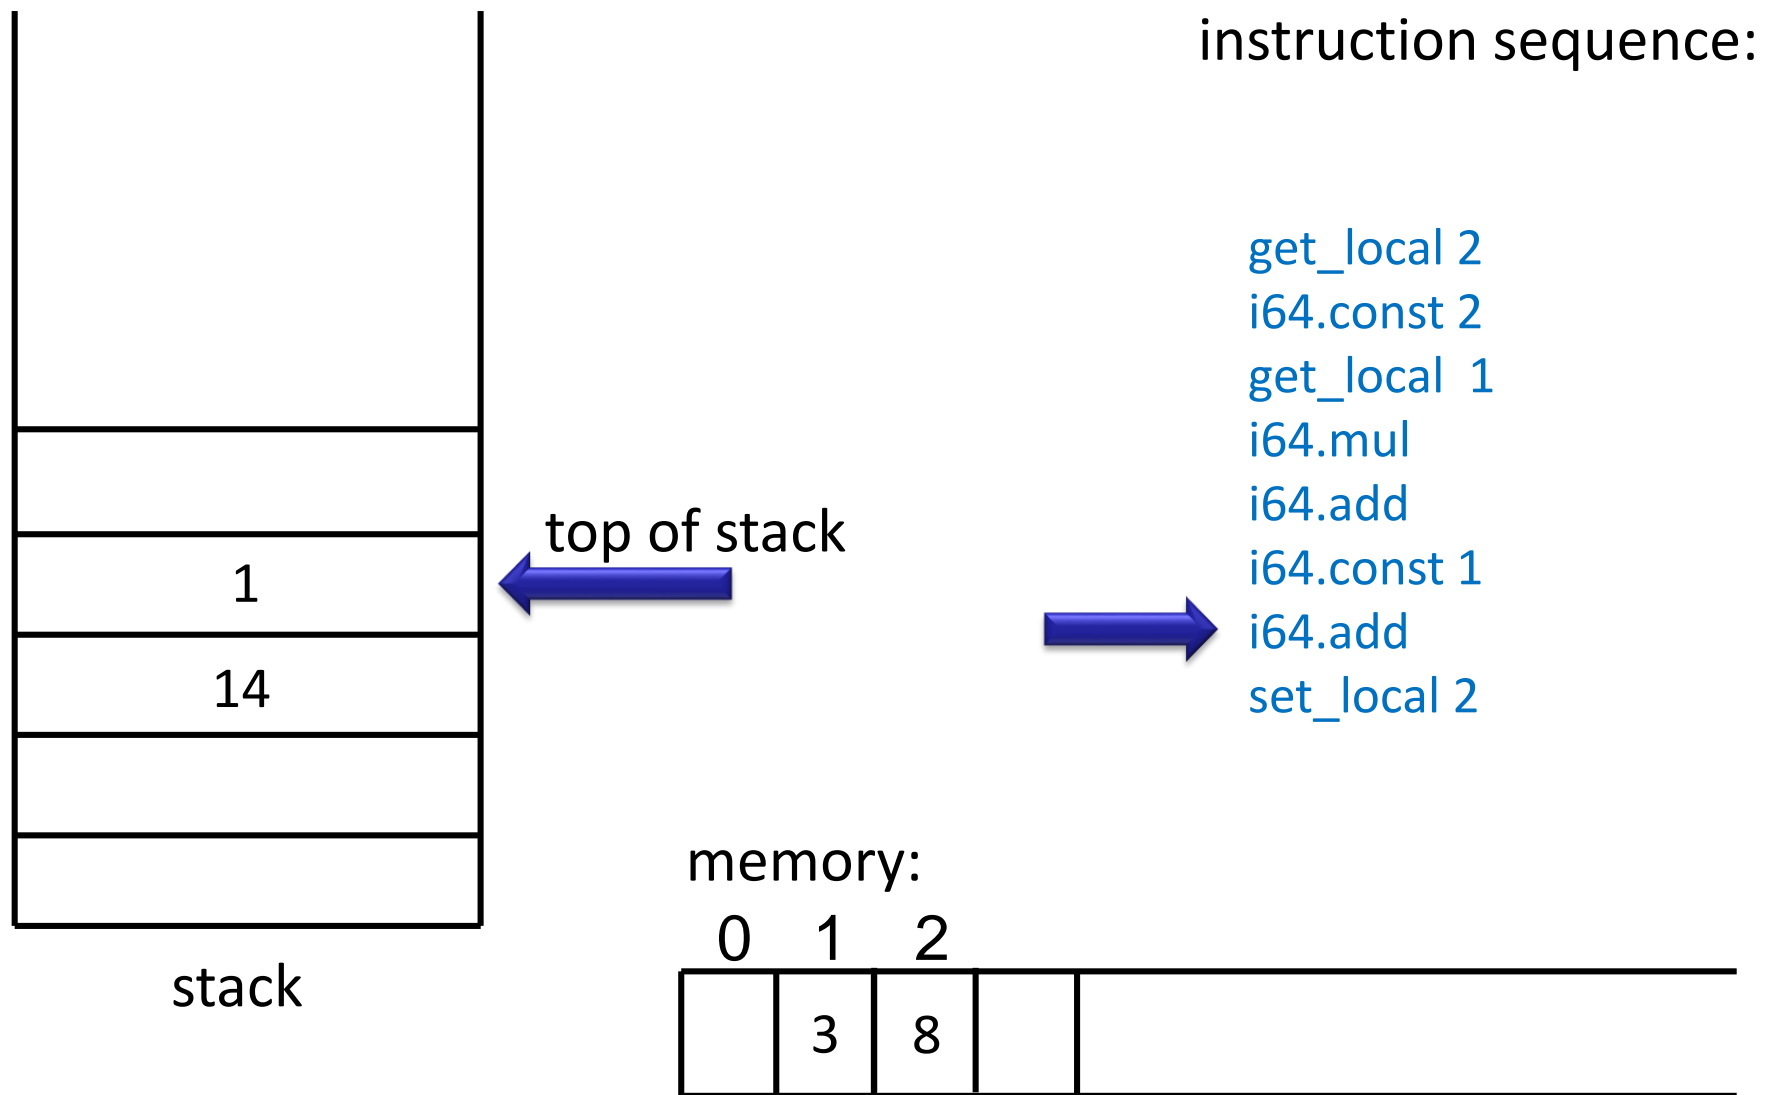 instruction sequence:
get_local 2
i64.const 2
get_local  1
i64.mul
i64.add
i64.const 1
i64.add
set_local 2
top of stack
1
14
stack
memory:
0 1 2
3 8